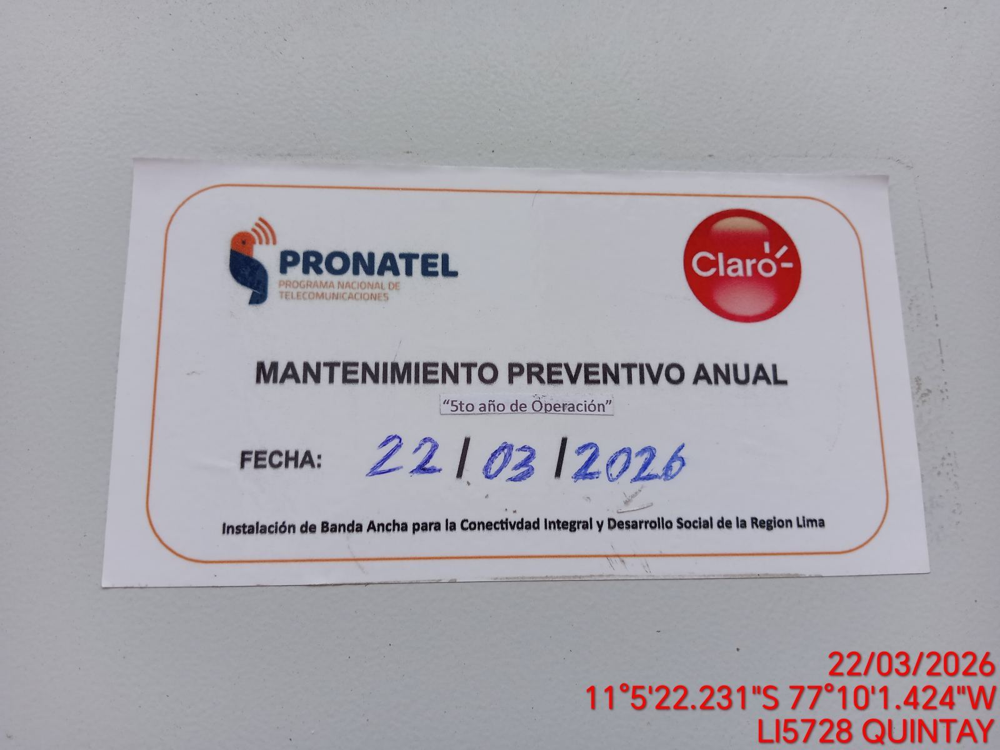 PRONATEL
PROGRAMA NACIONAL DE
TELECOMUNICACIONES
Claro
MANTENIMIENTO PREVENTIVO ANUAL
"5to año de Operación"
FECHA: 22/03/2026
Instalación de Banda Ancha para la Conectivdad Integral y Desarrollo Social de la Region Lima
22/03/2026
11°5'22.231"S 77°10'1.424"W
LI5728 QUINTAY